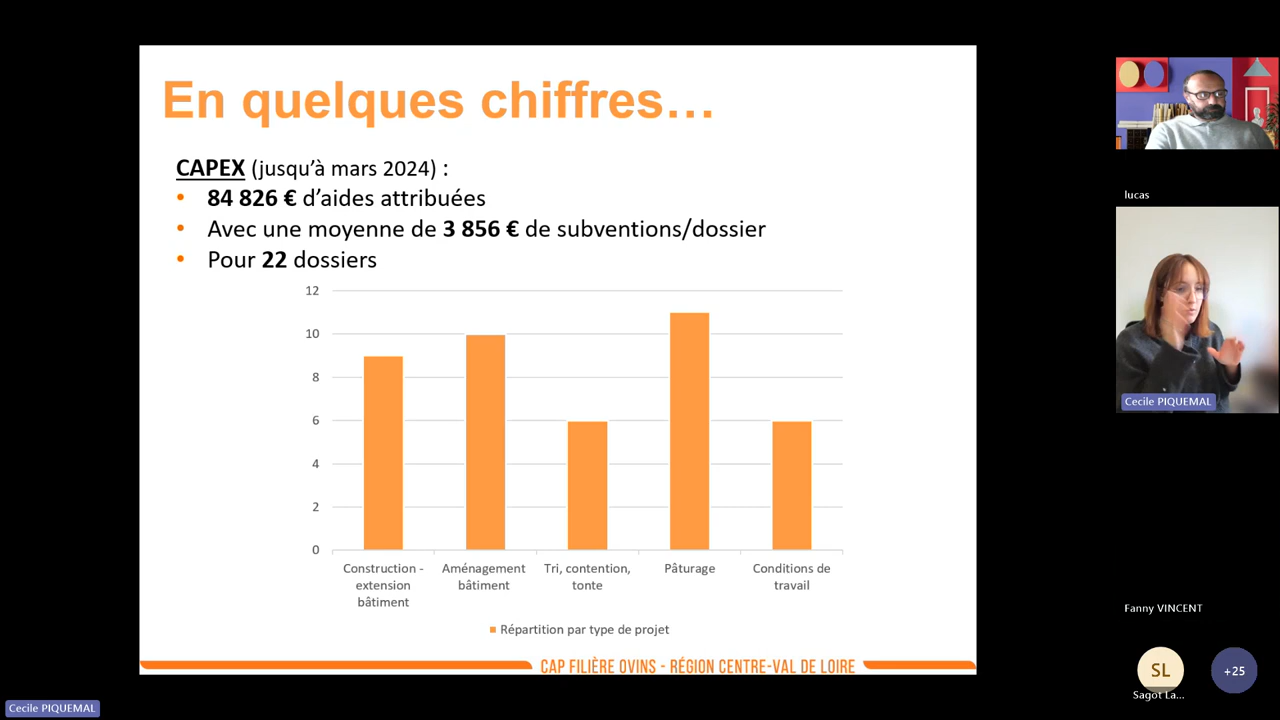 En quelques chiffres…
CAPEX (jusqu'à mars 2024) :
• 84 826 € d'aides attribuées
• Avec une moyenne de 3 856 € de subventions/dossier
• Pour 22 dossiers
12
10
8
6
4
2
0
Construction -
extension
bâtiment
Aménagement
bâtiment
Tri, contention,
tonte
Pâturage
Conditions de
travail
Répartition par type de projet
CAP FILIÈRE OVINS - RÉGION CENTRE-VAL DE LOIRE
lucas
Cecile PIQUEMAL
Fanny VINCENT
SL
+25
Sagot La...
Cecile PIQUEMAL